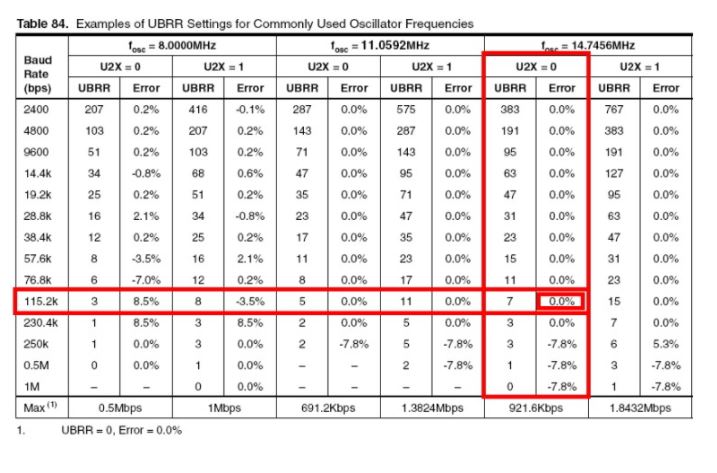 Table 84. Examples of UBRR Settings for Commonly Used Oscillator Frequencies
Baud Rate (bps) fosc = 8.0000MHz fosc = 11.0592MHz fosc = 14.7456MHz
U2X = 0 U2X = 1 U2X = 0 U2X = 1 U2X = 0 U2X = 1
UBRR Error UBRR Error UBRR Error UBRR Error UBRR Error UBRR Error
2400 207 0.2% 416 -0.1% 287 0.0% 575 0.0% 383 0.0% 767 0.0%
4800 103 0.2% 207 0.2% 143 0.0% 287 0.0% 191 0.0% 383 0.0%
9600 51 0.2% 103 0.2% 71 0.0% 143 0.0% 95 0.0% 191 0.0%
14.4k 34 -0.8% 68 0.6% 47 0.0% 95 0.0% 63 0.0% 127 0.0%
19.2k 25 0.2% 51 0.2% 35 0.0% 71 0.0% 47 0.0% 95 0.0%
28.8k 16 2.1% 34 -0.8% 23 0.0% 47 0.0% 31 0.0% 63 0.0%
38.4k 12 0.2% 25 0.2% 17 0.0% 35 0.0% 23 0.0% 47 0.0%
57.6k 8 -3.5% 16 2.1% 11 0.0% 23 0.0% 15 0.0% 31 0.0%
76.8k 6 -7.0% 12 0.2% 8 0.0% 17 0.0% 11 0.0% 23 0.0%
115.2k 3 8.5% 8 -3.5% 5 0.0% 11 0.0% 7 0.0% 15 0.0%
230.4k 1 8.5% 3 8.5% 2 0.0% 5 0.0% 3 0.0% 7 0.0%
250k 1 0.0% 3 0.0% 2 -7.8% 5 -7.8% 3 -7.8% 6 5.3%
0.5M 0 0.0% 1 0.0% – – 2 -7.8% 1 -7.8% 3 -7.8%
1M – – 0 0.0% – – – – 0 -7.8% 1 -7.8%
Max (1) 0.5Mbps 1Mbps 691.2Kbps 1.3824Mbps 921.6Kbps 1.8432Mbps
1. UBRR = 0, Error = 0.0%